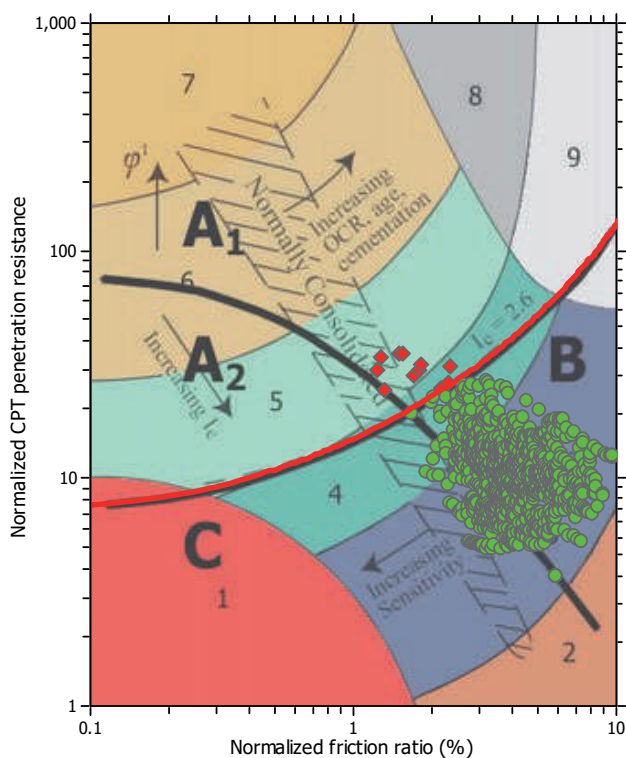 1,000
7
8
9
φ'
A1
Normally Consolidated
Increasing
OCR, age,
cementation
100
6
Ic = 2.6
A2
Increasing Ic
B
5
10
4
C
Increasing
Sensitivity
1
2
1
0.1
1
10
Normalized CPT penetration resistance
Normalized friction ratio (%)